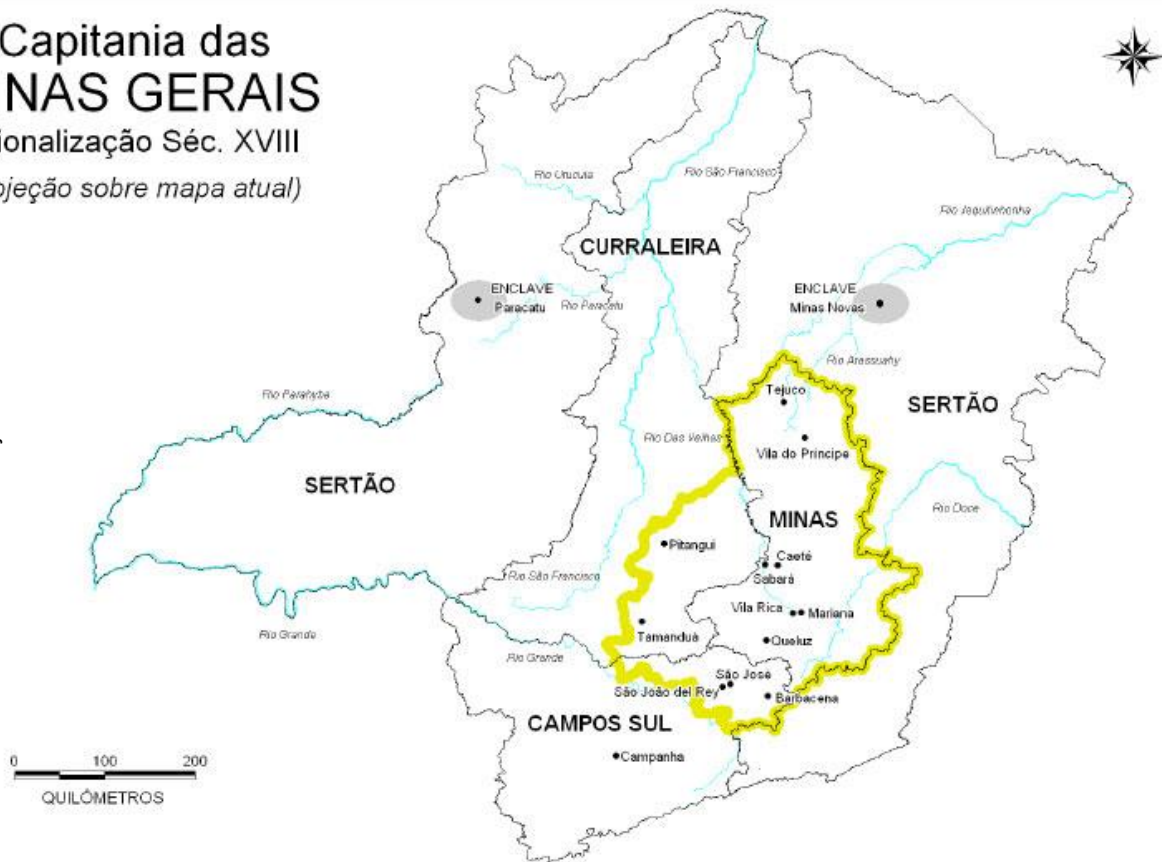 Capitania das
NAS GERAIS
ionalização Séc. XVIII
ojeção sobre mapa atual)
Rio Urucuia
Rio São Francisco
Rio Jequitinhonha
CURRALEIRA
ENCLAVE
Paracatu
Rio Paracatu
ENCLAVE
Minas Novas
Rio Arassuahy
Rio Parahyba
Tejuco
SERTÃO
Rio Das Velhas
Vila do Principe
SERTÃO
Rio Doce
MINAS
Pitangui
Caeté
Sabará
Rio São Francisco
Vila Rica
Mariana
Rio Grande
Tamanduá
Queluz
Rio Grande
São José
São João del Rey
Barbacena
CAMPOS SUL
Campanha
0 100 200
QUILÔMETROS